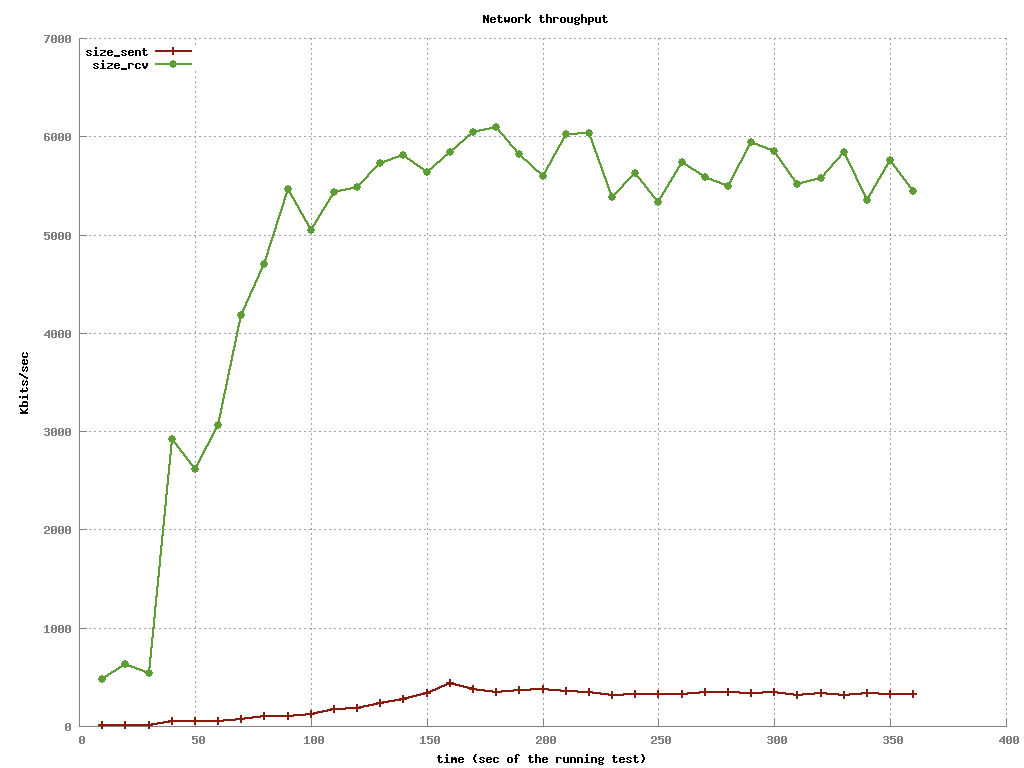 Network throughput
7000
size_sent
size_rcv
6000
5000
4000
Kbits/sec
3000
2000
1000
0
0 50 100 150 200 250 300 350 400
time (sec of the running test)